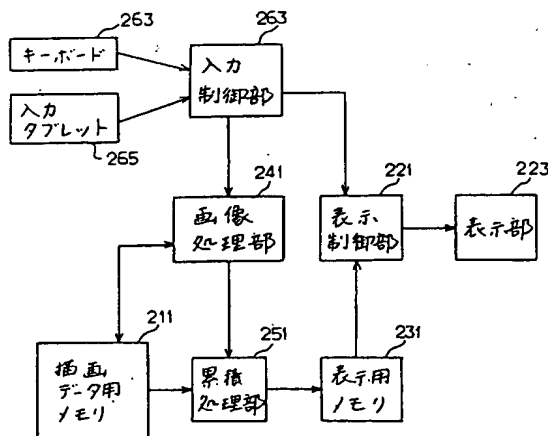 263
キーボード
263
入力
制御部
入力
タブレット
265
241
画像
処理部
221
表示
制御部
223
表示部
211
描画
データ用
メモリ
251
累積
処理部
231
表示用
メモリ